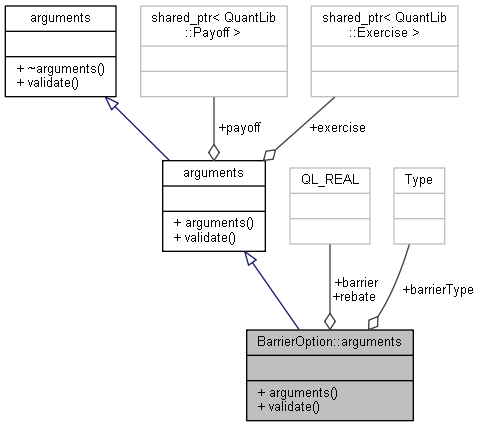 arguments
+ ~arguments()
+ validate()
shared_ptr< QuantLib
::Payoff >
shared_ptr< QuantLib
::Exercise >
+payoff
+exercise
arguments
+ arguments()
+ validate()
QL_REAL
Type
+barrier
+rebate
+barrierType
BarrierOption::arguments
+ arguments()
+ validate()